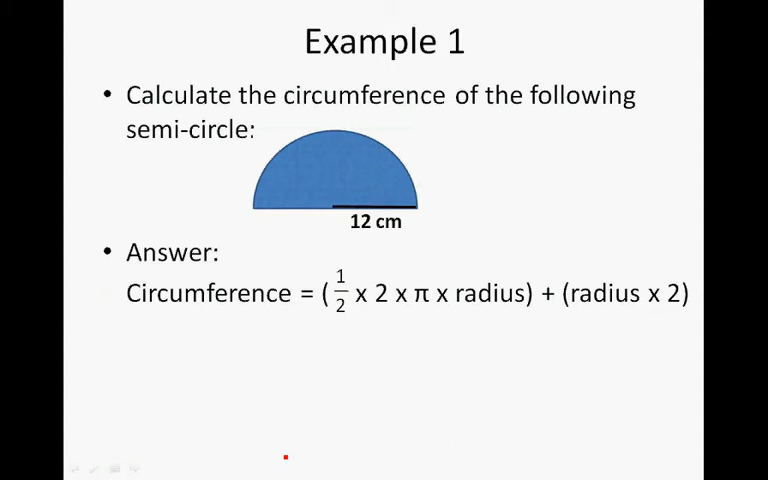 Example 1
• Calculate the circumference of the following
semi-circle:
12 cm
• Answer:
Circumference = ( 1/2 x 2 x π x radius) + (radius x 2)